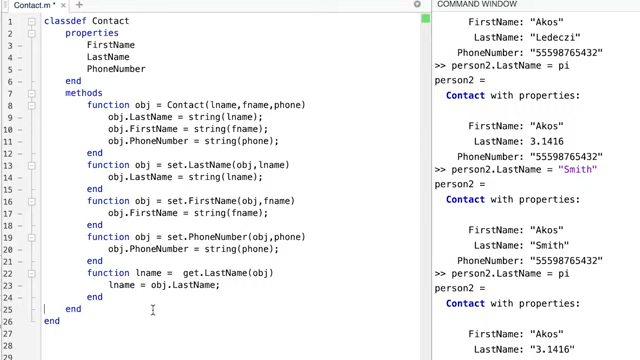 Contact.m *
COMMAND WINDOW
1 classdef Contact
2 properties
3 FirstName
4 LastName
5 PhoneNumber
6 end
7 methods
8 function obj = Contact(lname,fname,phone)
9 obj.LastName = string(lname);
10 obj.FirstName = string(fname);
11 obj.PhoneNumber = string(phone);
12 end
13 function obj = set.LastName(obj,lname)
14 obj.LastName = string(lname);
15 end
16 function obj = set.FirstName(obj,fname)
17 obj.FirstName = string(fname);
18 end
19 function obj = set.PhoneNumber(obj,phone)
20 obj.PhoneNumber = string(phone);
21 end
22 function lname =  get.LastName(obj)
23 lname = obj.LastName;
24 end
25 end
26 end
27
28
29
FirstName: "Akos"
LastName: "Ledeczi"
PhoneNumber: "55598765432"
>> person2.LastName = pi
person2 =
Contact with properties:
FirstName: "Akos"
LastName: 3.1416
PhoneNumber: "55598765432"
>> person2.LastName = "Smith"
person2 =
Contact with properties:
FirstName: "Akos"
LastName: "Smith"
PhoneNumber: "55598765432"
>> person2.LastName = pi
person2 =
Contact with properties:
FirstName: "Akos"
LastName: "3.1416"